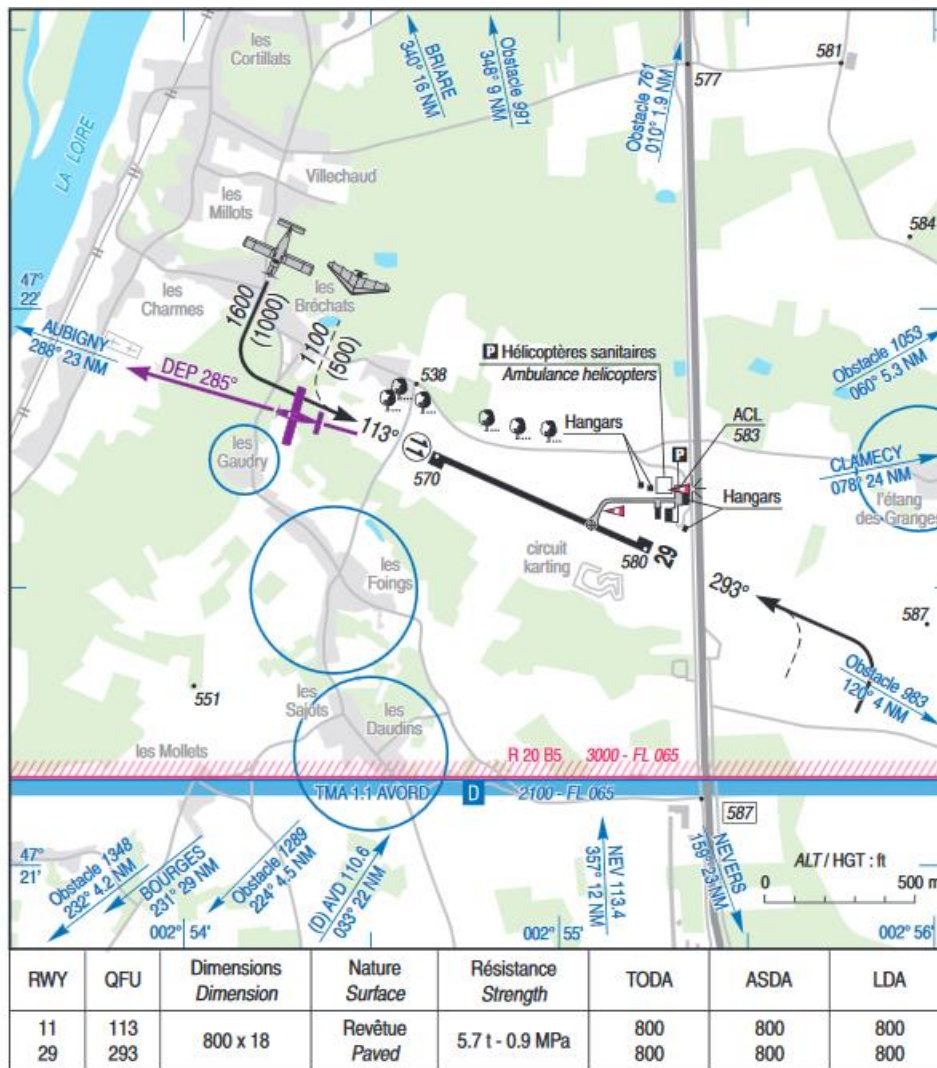 les
Cortillats
BRIARE
340° 16 NM
Obstacle 991
348° 9 NM
Obstacle 761
010° 1.9 NM
577
581
LA LOIRE
Villechaud
les
Millots
584
47°
22'
les
Charmes
les
Bréchats
1600
(1000)
1100
(500)
AUBIGNY
288° 23 NM
DEP 285°
P Hélicoptères sanitaires
Ambulance helicopters
Obstacle 1053
060° 5.3 NM
538
Hangars
ACL
583
P
113°
11
les
Gaudry
570
CLAMECY
078° 24 NM
Hangars
l'étang
des Granges
circuit
karting
580
29
les
Foings
293°
587
551
les
Sajots
les
Daudins
Obstacle 983
120° 4 NM
les Mollets
R 20 B5 3000 - FL 065
TMA 1.1 AVORD D 2100 - FL 065
587
47°
21'
Obstacle 1348
232° 4.2 NM
BOURGES
231° 29 NM
Obstacle 1289
224° 4.5 NM
(D) AVD 110.6
033° 22 NM
NEV 113.4
357° 12 NM
NEVERS
159° 23 NM
ALT / HGT : ft
0 500 m
002° 54'
002° 55'
002° 56'
RWY QFU Dimensions Nature Résistance TODA ASDA LDA
Dimension Surface Strength
11 113 800 x 18 Revêtue 5.7 t - 0.9 MPa 800 800 800
29 293 Paved 800 800 800